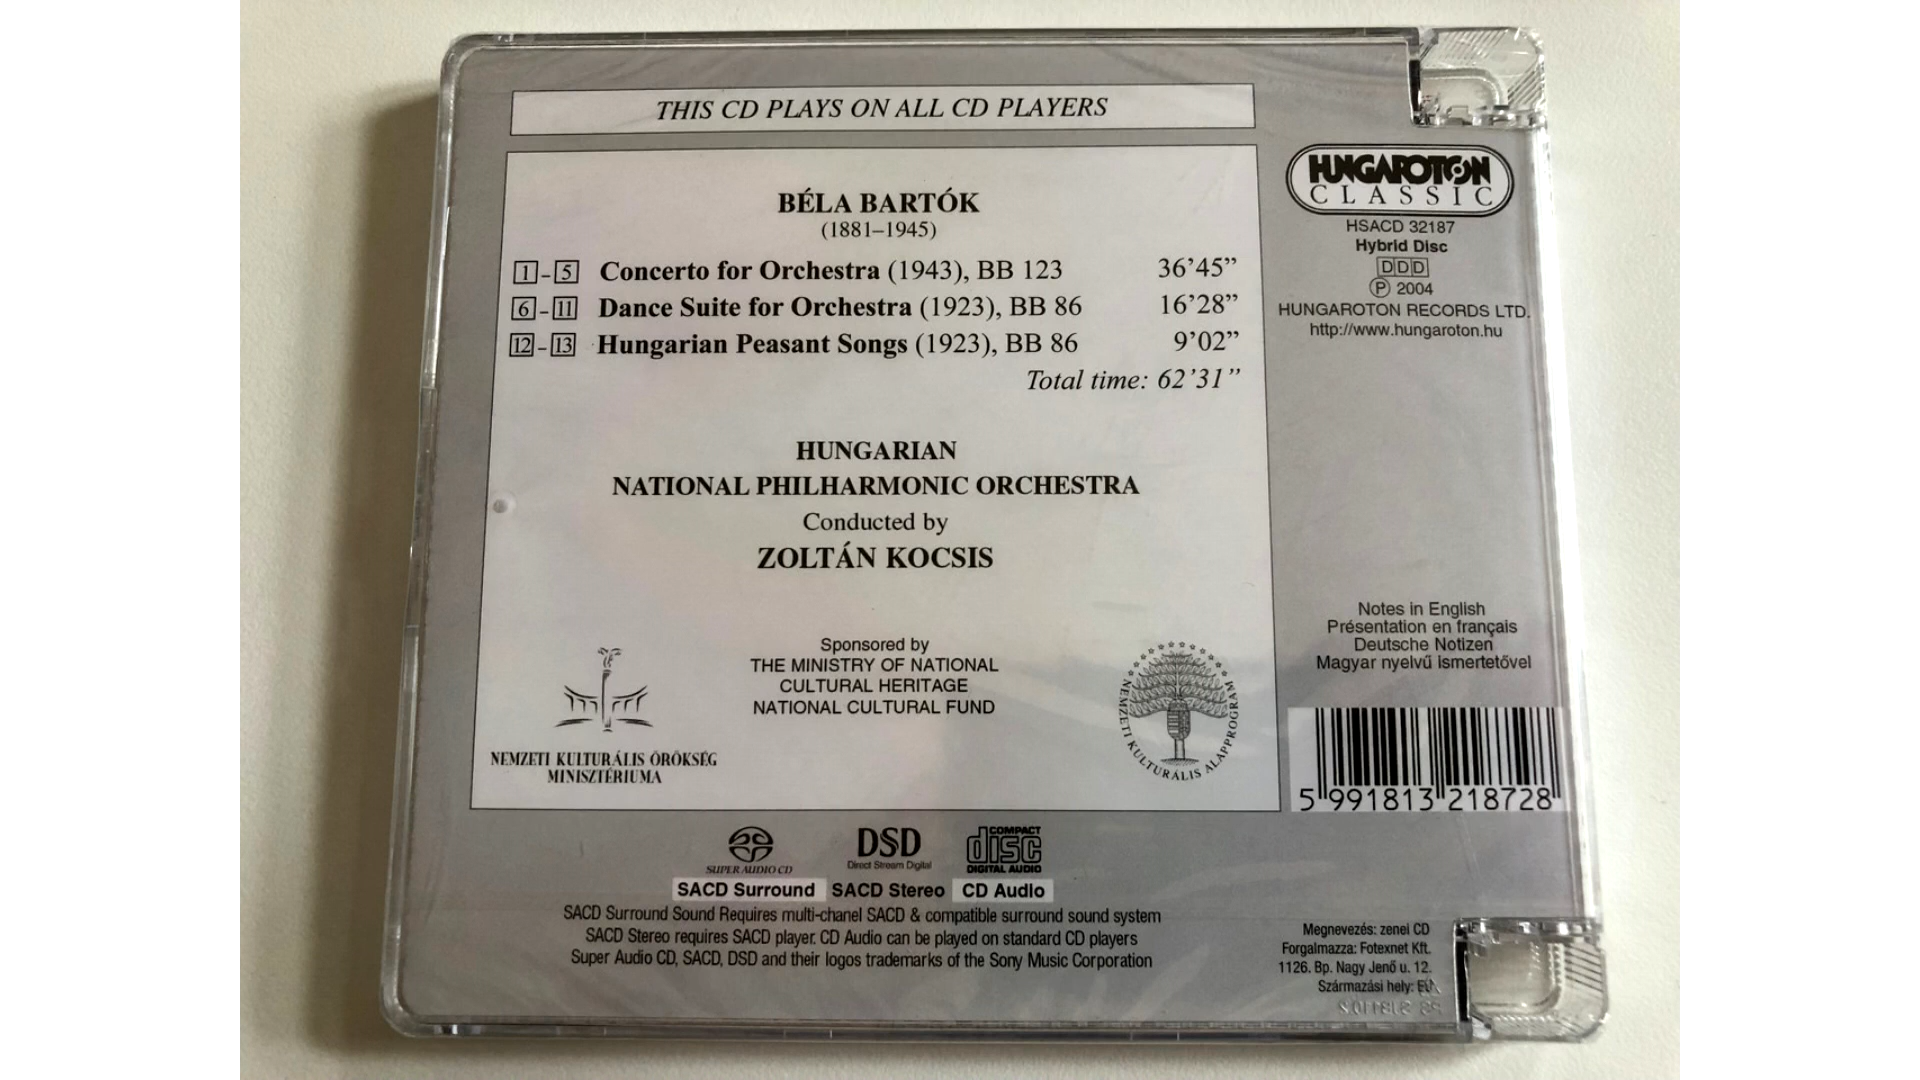 THIS CD PLAYS ON ALL CD PLAYERS
BÉLA BARTÓK
(1881–1945)
1 - 5 Concerto for Orchestra (1943), BB 123 36’45”
6 - 11 Dance Suite for Orchestra (1923), BB 86 16’28”
12 - 13 Hungarian Peasant Songs (1923), BB 86 9’02”
Total time: 62’31”
HUNGARIAN
NATIONAL PHILHARMONIC ORCHESTRA
Conducted by
ZOLTÁN KOCSIS
Sponsored by
THE MINISTRY OF NATIONAL
CULTURAL HERITAGE
NATIONAL CULTURAL FUND
NEMZETI KULTURÁLIS ÖRÖKSÉG
MINISZTÉRIUMA
NEMZETI KULTURÁLIS ALAPPROGRAM
HUNGAROTON
CLASSIC
HSACD 32187
Hybrid Disc
DDD
Ⓟ 2004
HUNGAROTON RECORDS LTD.
http://www.hungaroton.hu
Notes in English
Présentation en français
Deutsche Notizen
Magyar nyelvű ismertetővel
5 991813 218728
SUPER AUDIO CD
DSD
Direct Stream Digital
COMPACT
disc
DIGITAL AUDIO
SACD Surround SACD Stereo CD Audio
SACD Surround Sound Requires multi-chanel SACD & compatible surround sound system
SACD Stereo requires SACD player. CD Audio can be played on standard CD players
Super Audio CD, SACD, DSD and their logos trademarks of the Sony Music Corporation
Megnevezés: zenei CD
Forgalmazza: Fotexnet Kft.
1126. Bp. Nagy Jenő u. 12.
Származási hely: EU